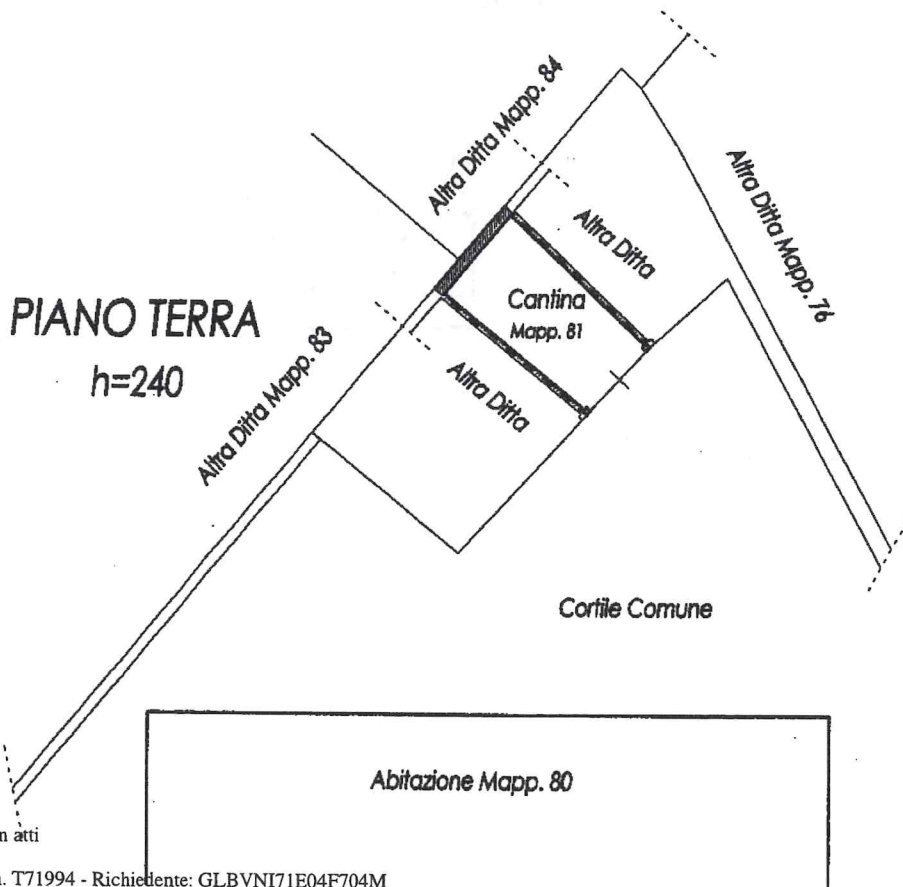 Altra Ditta Mapp. 84
Altra Ditta Mapp. 76
Altra Ditta
Cantina
Mapp. 81
PIANO TERRA
h=240
Altra Ditta Mapp. 83
Altra Ditta
Cortile Comune
Abitazione Mapp. 80
n atti
. T71994 - Richiedente: GLBVNI71E04F704M